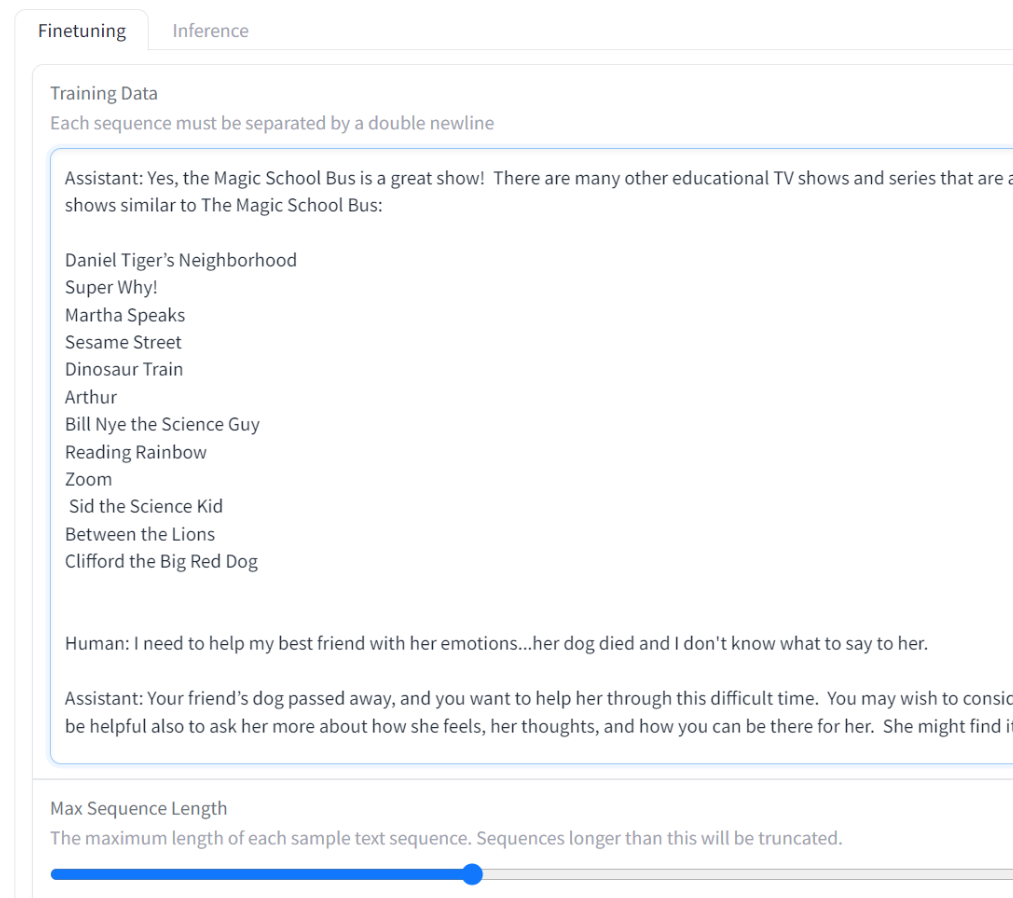 Finetuning
Inference
Training Data
Each sequence must be separated by a double newline
Assistant: Yes, the Magic School Bus is a great show!  There are many other educational TV shows and series that are
shows similar to The Magic School Bus:
Daniel Tiger’s Neighborhood
Super Why!
Martha Speaks
Sesame Street
Dinosaur Train
Arthur
Bill Nye the Science Guy
Reading Rainbow
Zoom
Sid the Science Kid
Between the Lions
Clifford the Big Red Dog
Human: I need to help my best friend with her emotions...her dog died and I don't know what to say to her.
Assistant: Your friend’s dog passed away, and you want to help her through this difficult time.  You may wish to
be helpful also to ask her more about how she feels, her thoughts, and how you can be there for her.  She might find
Max Sequence Length
The maximum length of each sample text sequence. Sequences longer than this will be truncated.